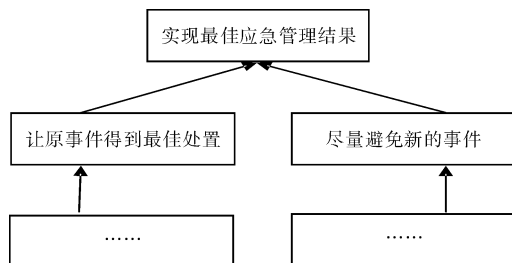 实现最佳应急管理结果
让原事件得到最佳处置
尽量避免新的事件
……
……